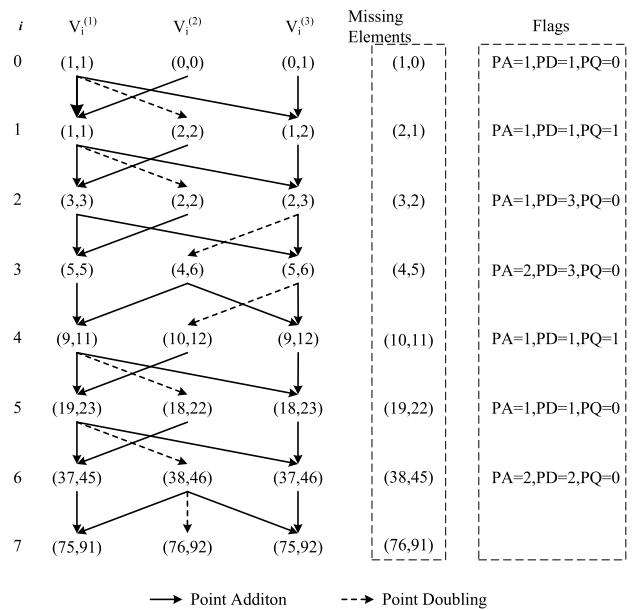 i V_i^(1) V_i^(2) V_i^(3) Missing Elements Flags
0 (1,1) (0,0) (0,1) (1,0) PA=1,PD=1,PQ=0
1 (1,1) (2,2) (1,2) (2,1) PA=1,PD=1,PQ=1
2 (3,3) (2,2) (2,3) (3,2) PA=1,PD=3,PQ=0
3 (5,5) (4,6) (5,6) (4,5) PA=2,PD=3,PQ=0
4 (9,11) (10,12) (9,12) (10,11) PA=1,PD=1,PQ=1
5 (19,23) (18,22) (18,23) (19,22) PA=1,PD=1,PQ=0
6 (37,45) (38,46) (37,46) (38,45) PA=2,PD=2,PQ=0
7 (75,91) (76,92) (75,92) (76,91)
Point Additon Point Doubling